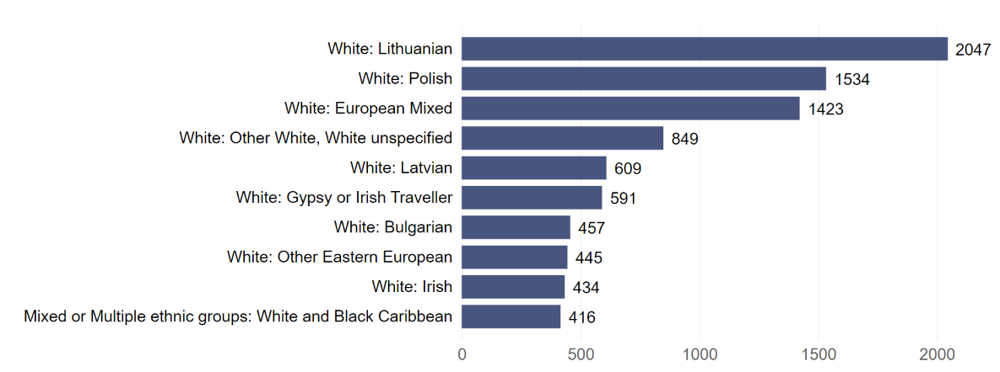 White: Lithuanian 2047
White: Polish 1534
White: European Mixed 1423
White: Other White, White unspecified 849
White: Latvian 609
White: Gypsy or Irish Traveller 591
White: Bulgarian 457
White: Other Eastern European 445
White: Irish 434
Mixed or Multiple ethnic groups: White and Black Caribbean 416
0 500 1000 1500 2000